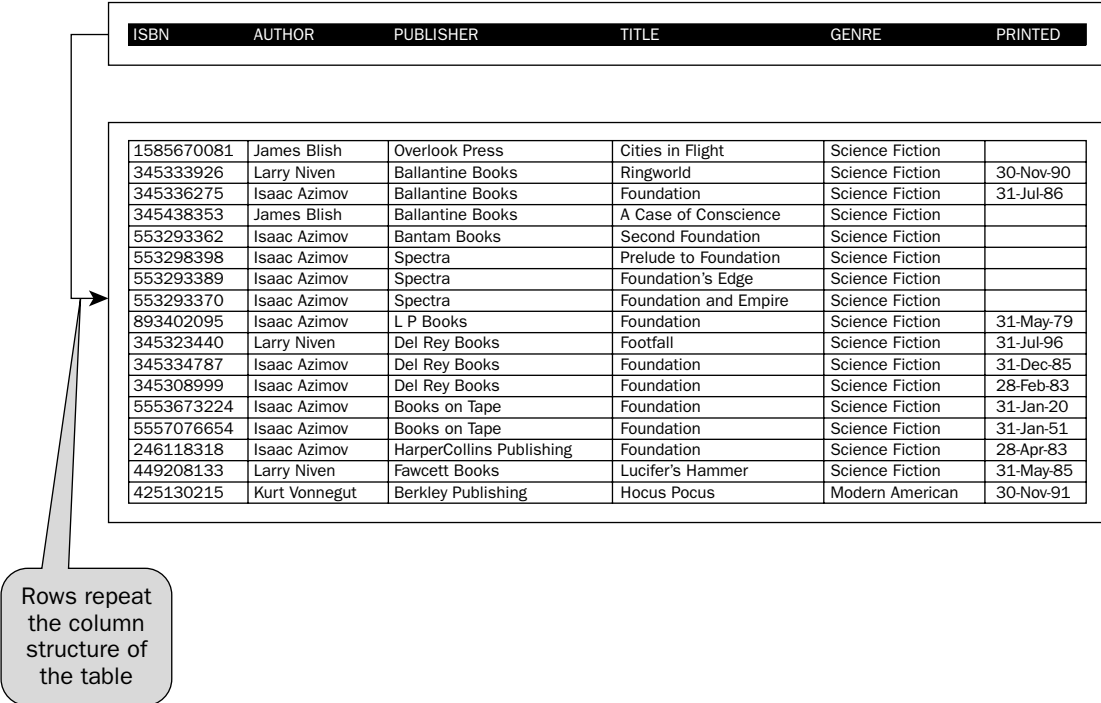 ISBN AUTHOR PUBLISHER TITLE GENRE PRINTED
1585670081 James Blish Overlook Press Cities in Flight Science Fiction
345333926 Larry Niven Ballantine Books Ringworld Science Fiction 30-Nov-90
345336275 Isaac Azimov Ballantine Books Foundation Science Fiction 31-Jul-86
345438353 James Blish Ballantine Books A Case of Conscience Science Fiction
553293362 Isaac Azimov Bantam Books Second Foundation Science Fiction
553298398 Isaac Azimov Spectra Prelude to Foundation Science Fiction
553293389 Isaac Azimov Spectra Foundation's Edge Science Fiction
553293370 Isaac Azimov Spectra Foundation and Empire Science Fiction
893402095 Isaac Azimov L P Books Foundation Science Fiction 31-May-79
345323440 Larry Niven Del Rey Books Footfall Science Fiction 31-Jul-96
345334787 Isaac Azimov Del Rey Books Foundation Science Fiction 31-Dec-85
345308999 Isaac Azimov Del Rey Books Foundation Science Fiction 28-Feb-83
5553673224 Isaac Azimov Books on Tape Foundation Science Fiction 31-Jan-20
5557076654 Isaac Azimov Books on Tape Foundation Science Fiction 31-Jan-51
246118318 Isaac Azimov HarperCollins Publishing Foundation Science Fiction 28-Apr-83
449208133 Larry Niven Fawcett Books Lucifer's Hammer Science Fiction 31-May-85
425130215 Kurt Vonnegut Berkley Publishing Hocus Pocus Modern American 30-Nov-91
Rows repeat
the column
structure of
the table